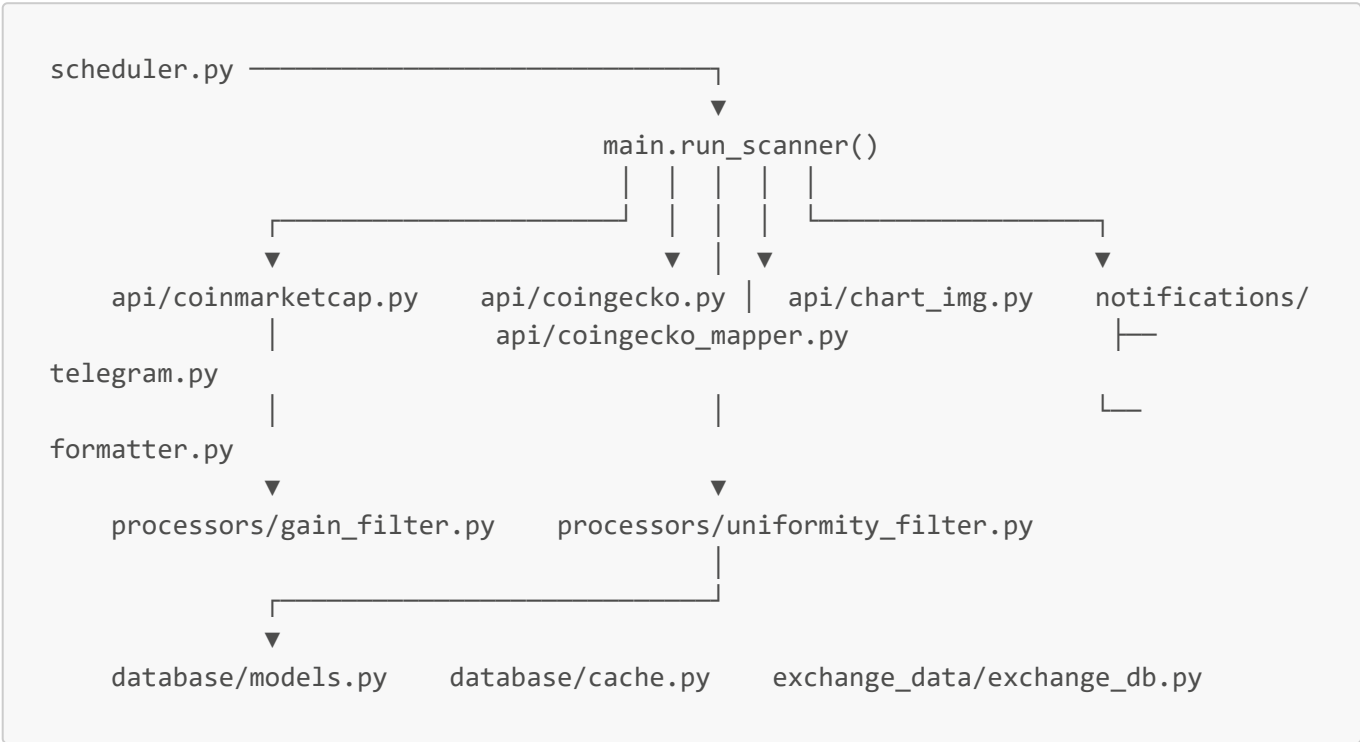 scheduler.py
main.run_scanner()
api/coinmarketcap.py api/coingecko.py api/chart_img.py notifications/
api/coingecko_mapper.py
telegram.py
formatter.py
processors/gain_filter.py processors/uniformity_filter.py
database/models.py database/cache.py exchange_data/exchange_db.py